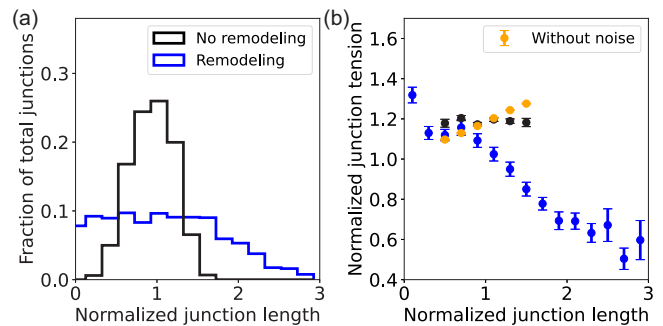 (a)
No remodeling
Remodeling
Fraction of total junctions
0.3
0.2
0.1
0.0
0
1
2
3
Normalized junction length
(b)
Without noise
Normalized junction tension
1.6
1.4
1.2
1.0
0.8
0.6
0.4
0
1
2
3
Normalized junction length